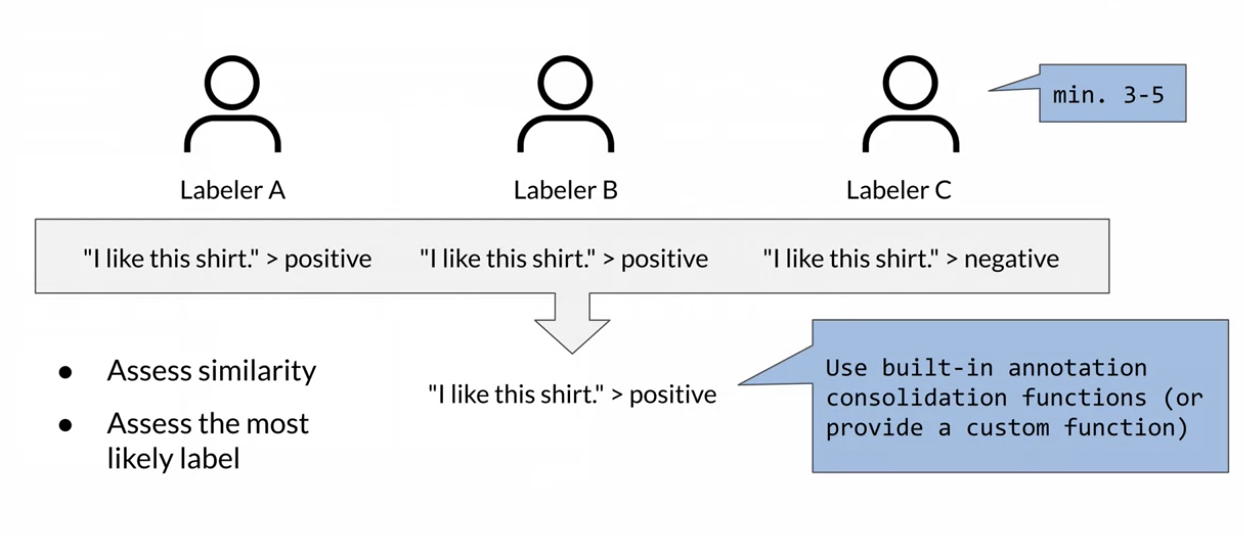 min. 3-5
Labeler A
Labeler B
Labeler C
"I like this shirt." > positive
"I like this shirt." > positive
"I like this shirt." > negative
● Assess similarity
● Assess the most
likely label
"I like this shirt." > positive
Use built-in annotation
consolidation functions (or
provide a custom function)